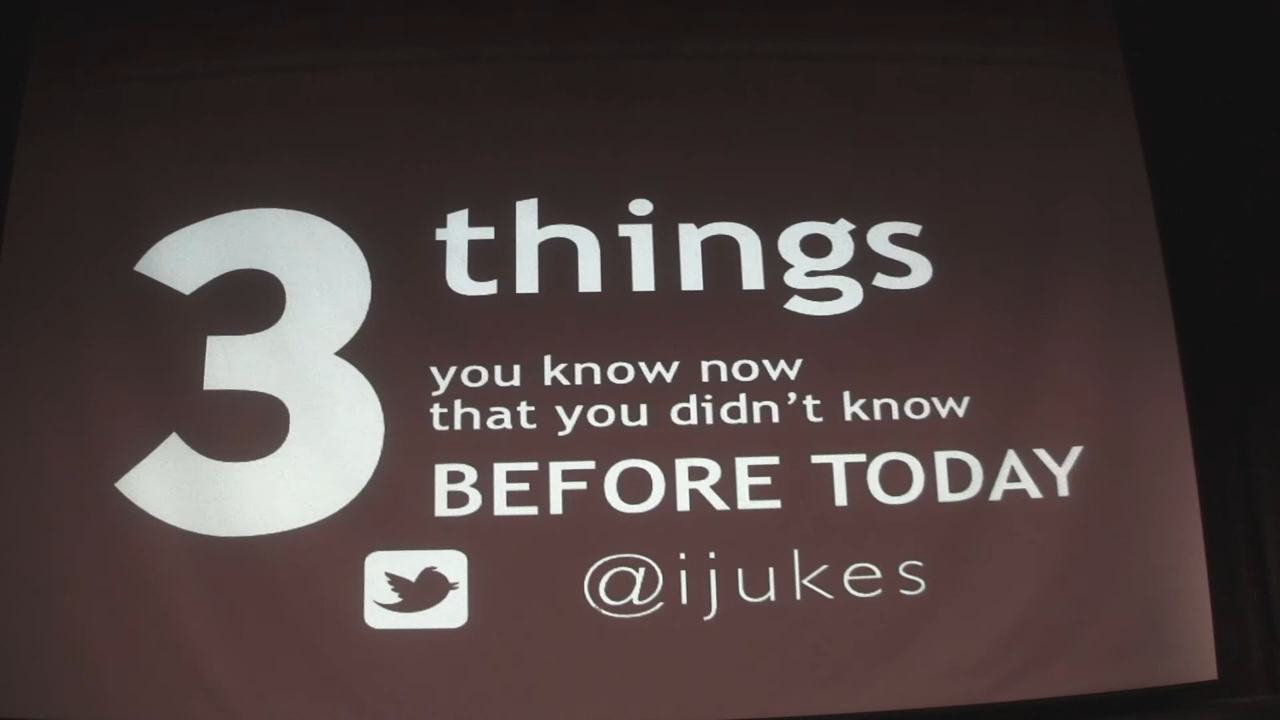 3 things
you know now
that you didn't know
BEFORE TODAY
@ijukes